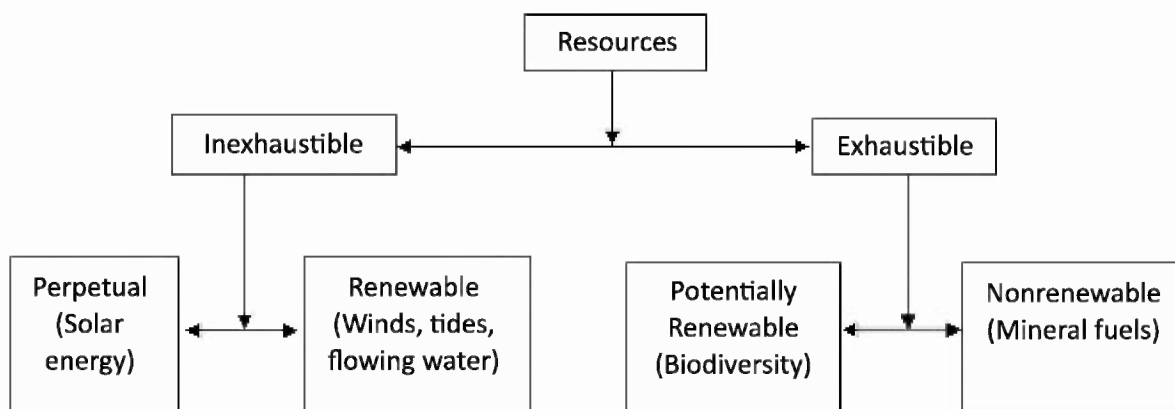 Resources
Inexhaustible
Exhaustible
Perpetual
(Solar
energy)
Renewable
(Winds, tides,
flowing water)
Potentially
Renewable
(Biodiversity)
Nonrenewable
(Mineral fuels)